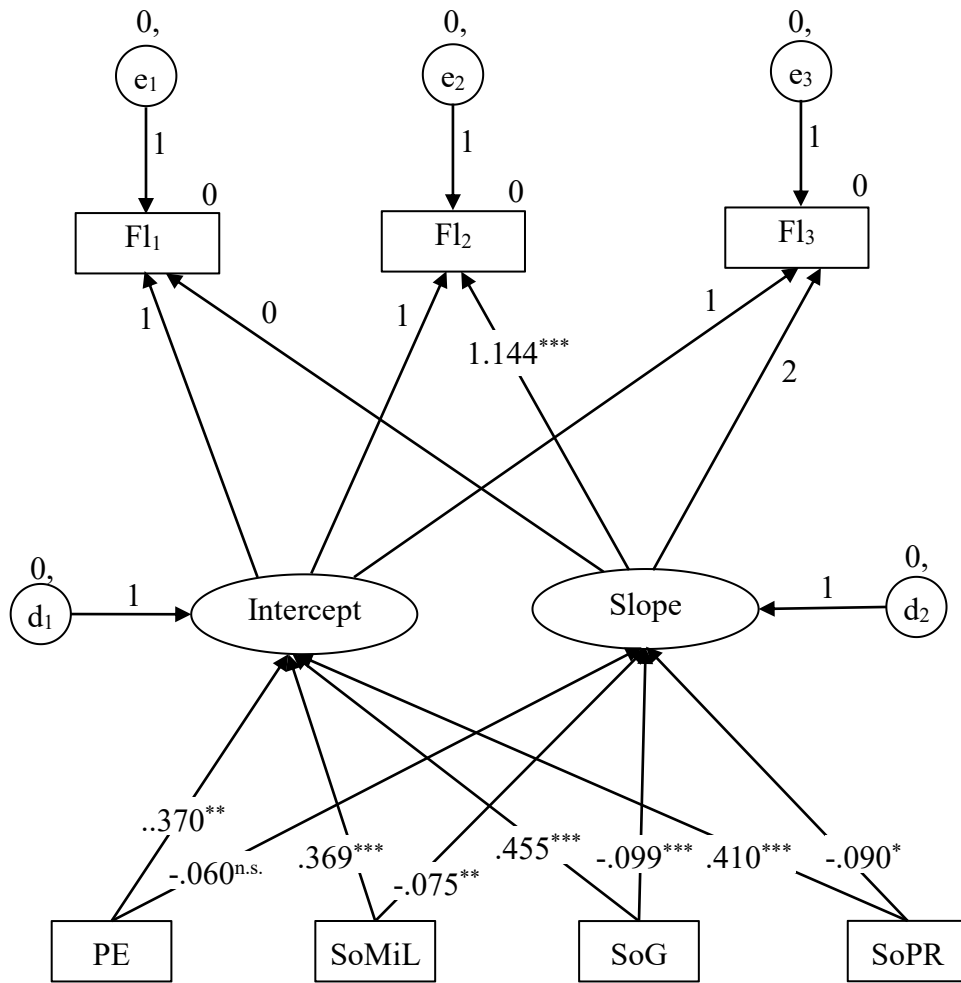 0, 0, 0,
e₁ e₂ e₃
1 1 1
0 0 0
Fl₁ Fl₂ Fl₃
1 0 1 1
1.144***
2
0, 0,
d₁ 1 Intercept Slope 1 d₂
..370** -.060n.s. .369*** -.075** .455*** -.099*** .410*** -.090*
PE SoMiL SoG SoPR